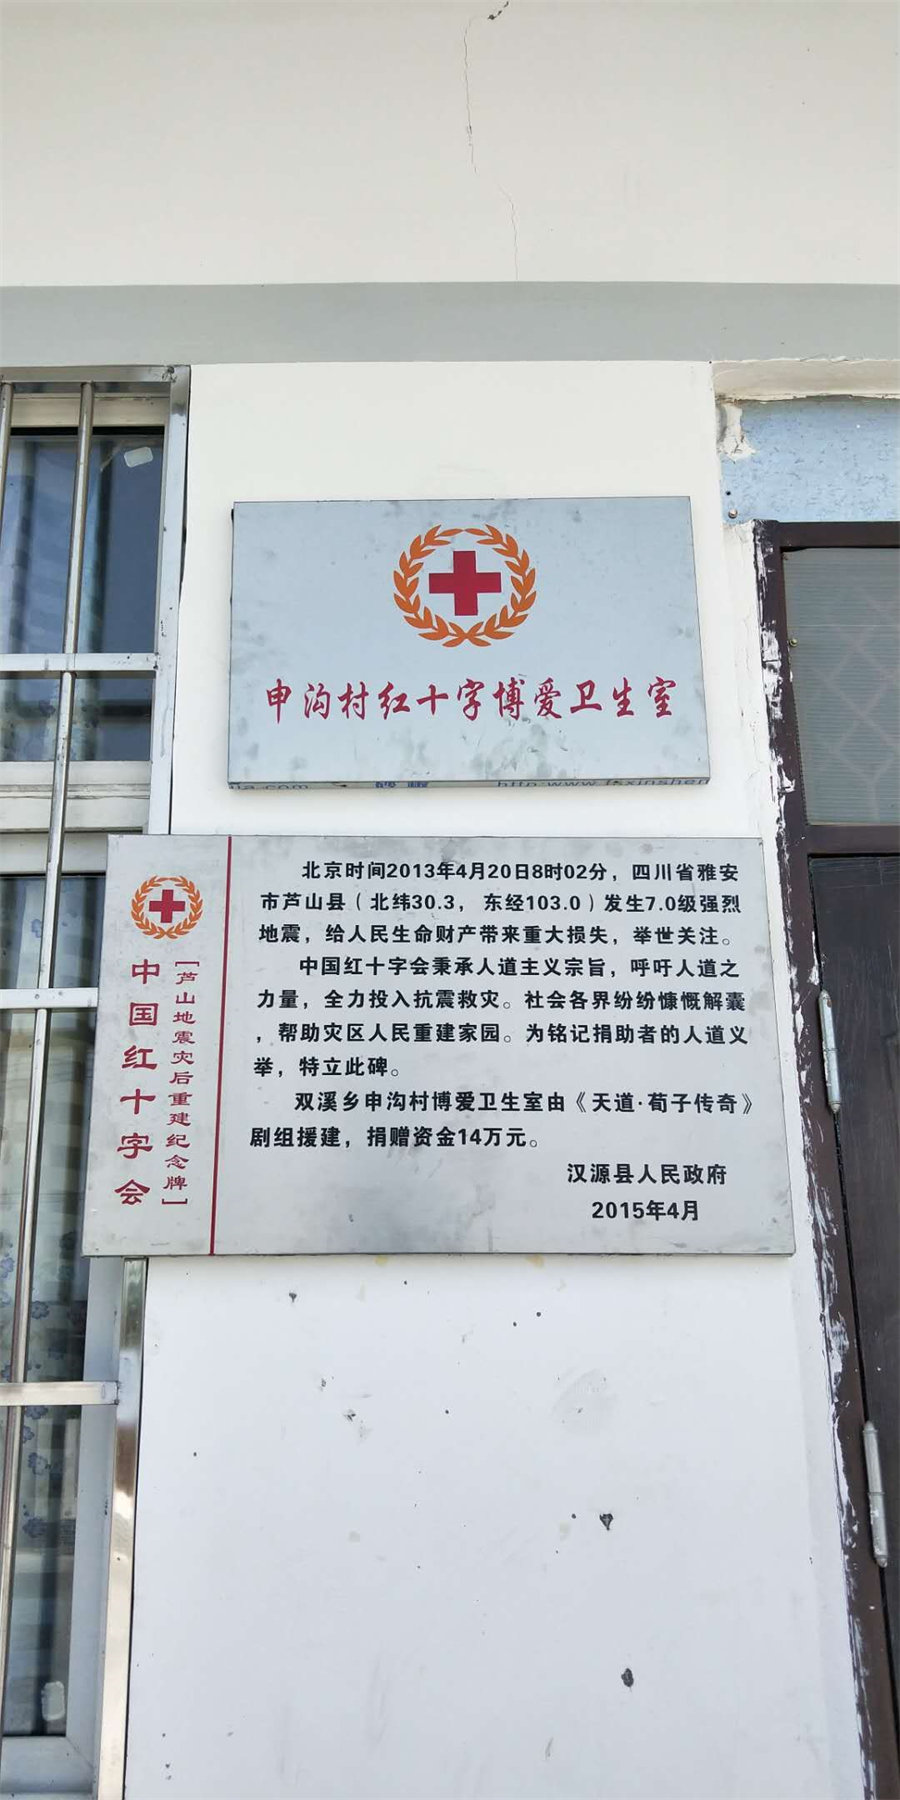 申沟村红十字博爱卫生室
中国红十字会
[芦山地震灾后重建纪念牌]
北京时间2013年4月20日8时02分，四川省雅安
市芦山县（北纬30.3， 东经103.0）发生7.0级强烈
地震，给人民生命财产带来重大损失，举世关注。
中国红十字会秉承人道主义宗旨，呼吁人道之
力量，全力投入抗震救灾。社会各界纷纷慷慨解囊
，帮助灾区人民重建家园。为铭记捐助者的人道义
举，特立此碑。
双溪乡申沟村博爱卫生室由《天道·荀子传奇》
剧组援建，捐赠资金14万元。
汉源县人民政府
2015年4月